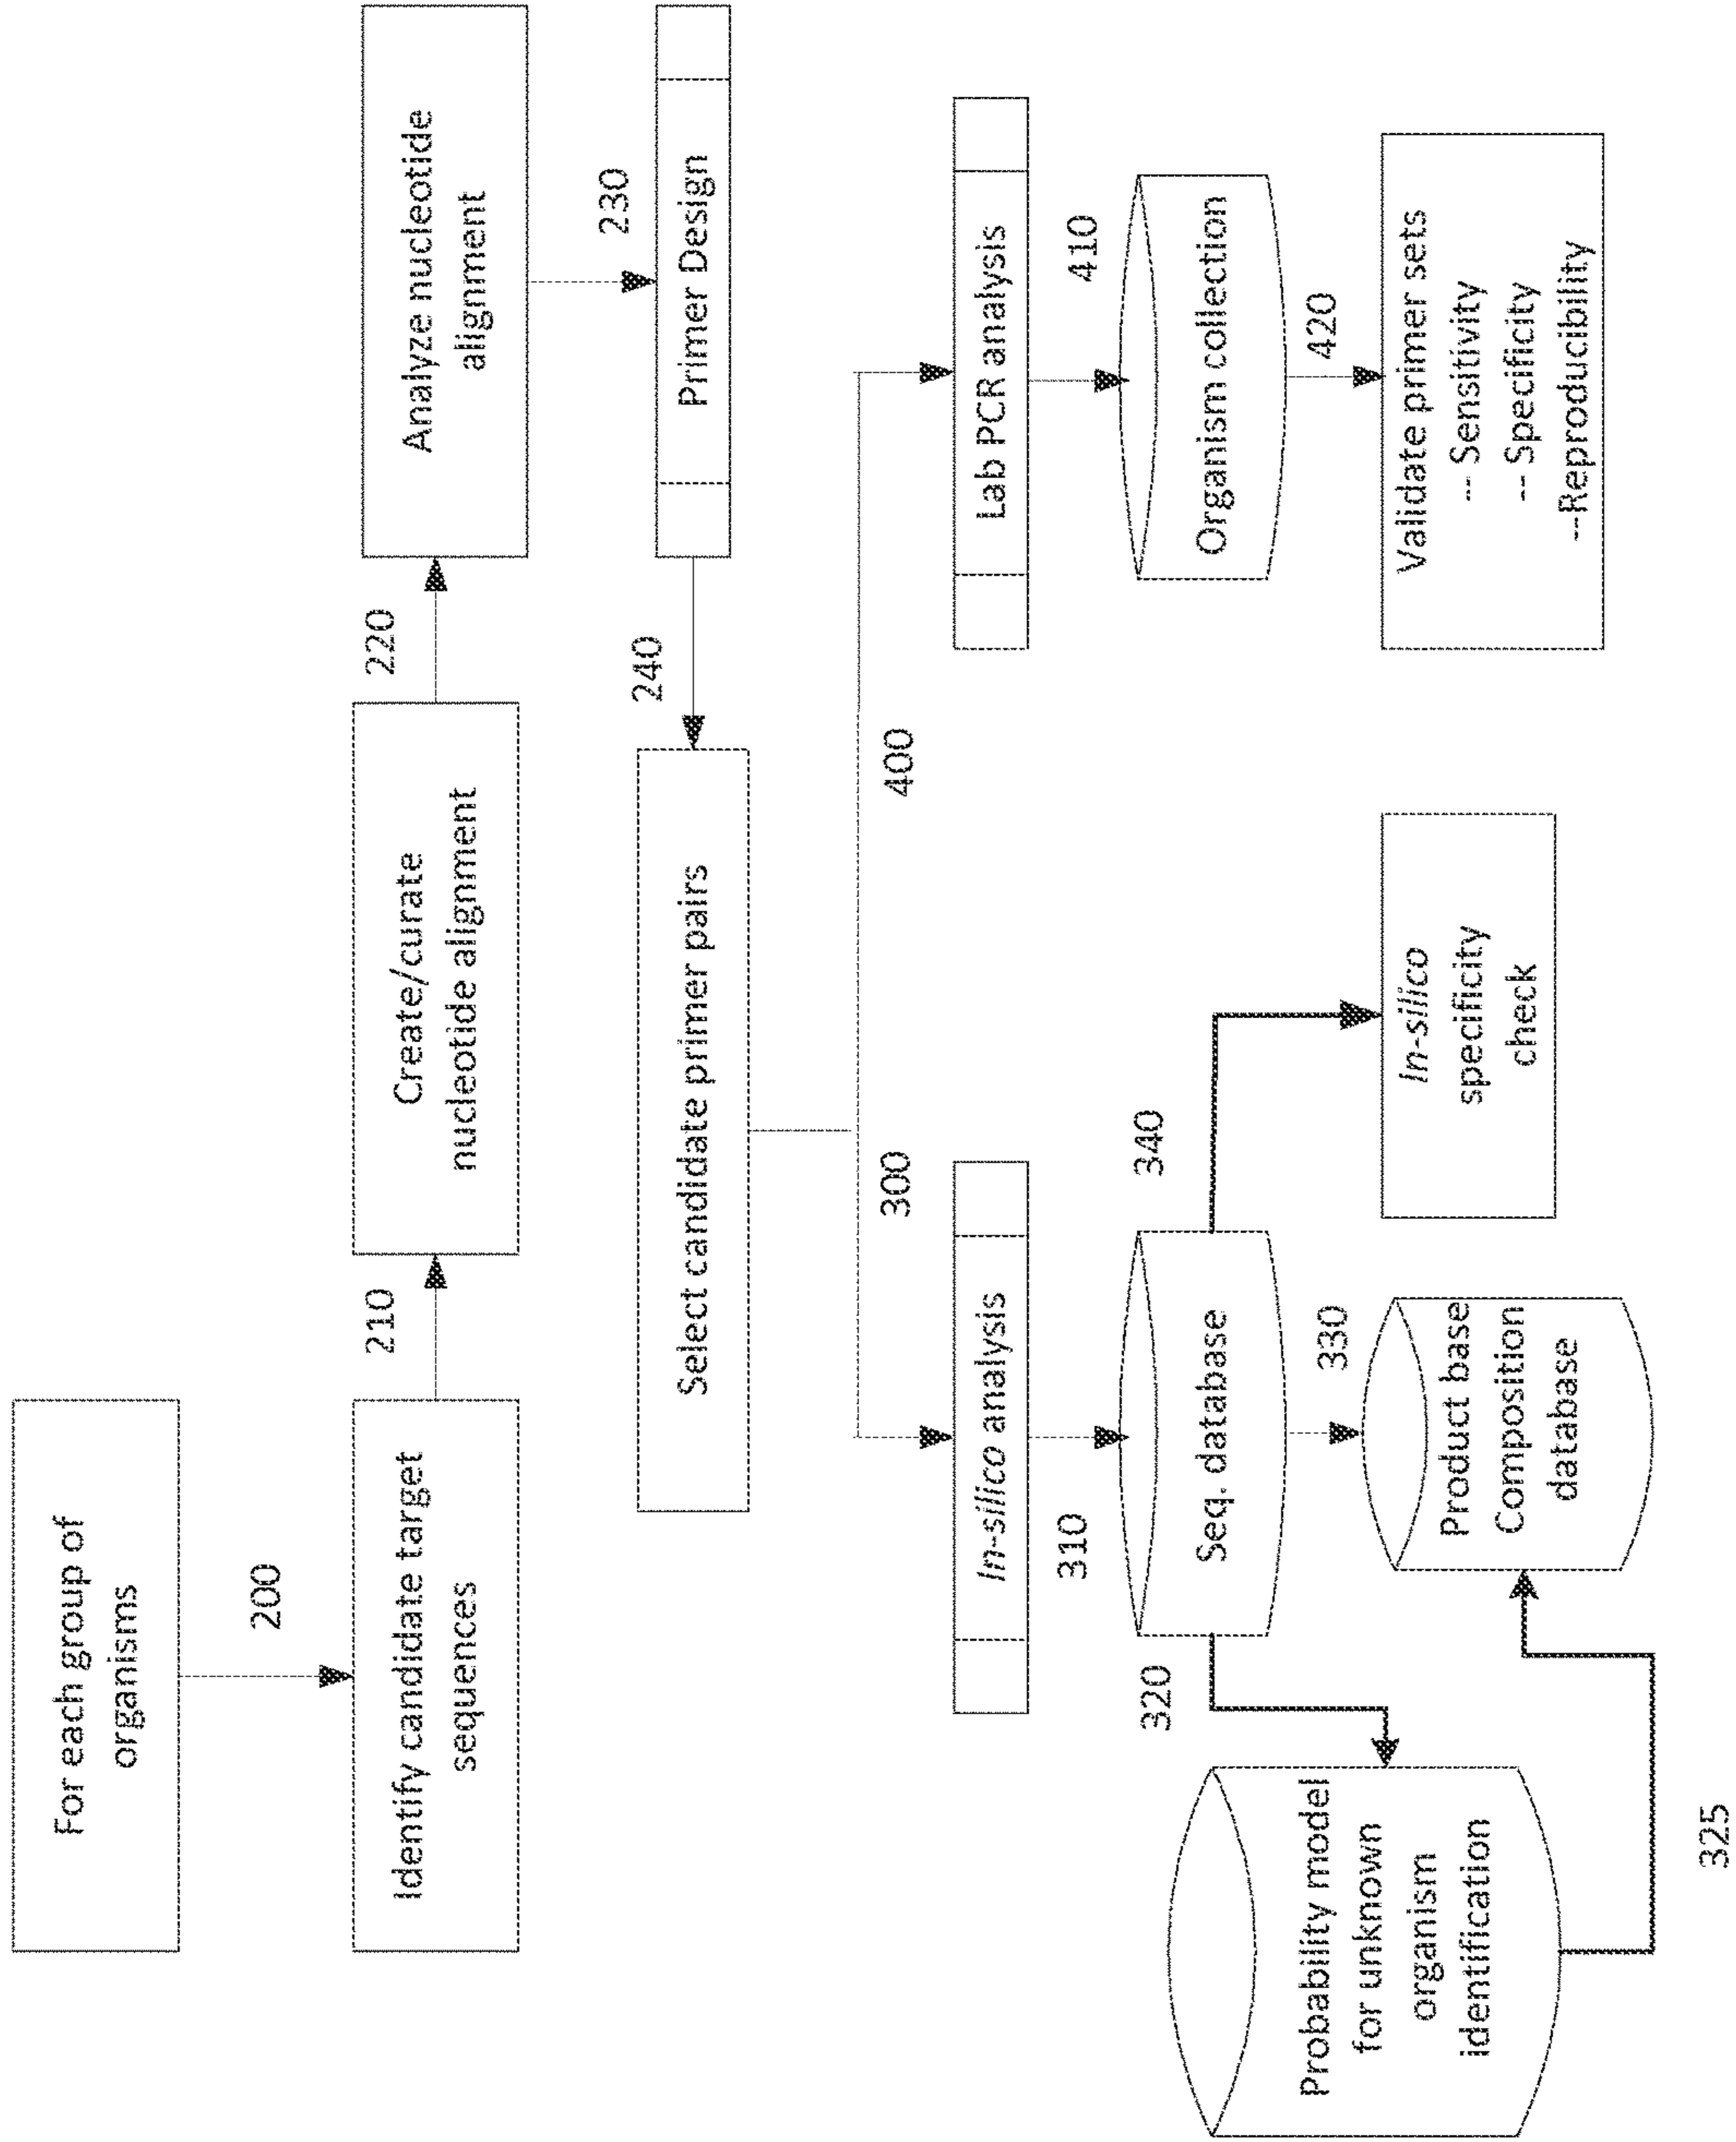 For each group of
organisms
200
Identify candidate target
sequences
210
Create/curate
nucleotide alignment
220
Analyze nucleotide
alignment
230
Primer Design
240
Select candidate primer pairs
300
400
In-silico analysis
310
Seq. database
320
Probability model
for unknown
organism
identification
325
330
Product base
Composition
database
340
In-silico
specificity
check
Lab PCR analysis
410
Organism collection
420
Validate primer sets
-- Sensitivity
-- Specificity
--Reproducibility